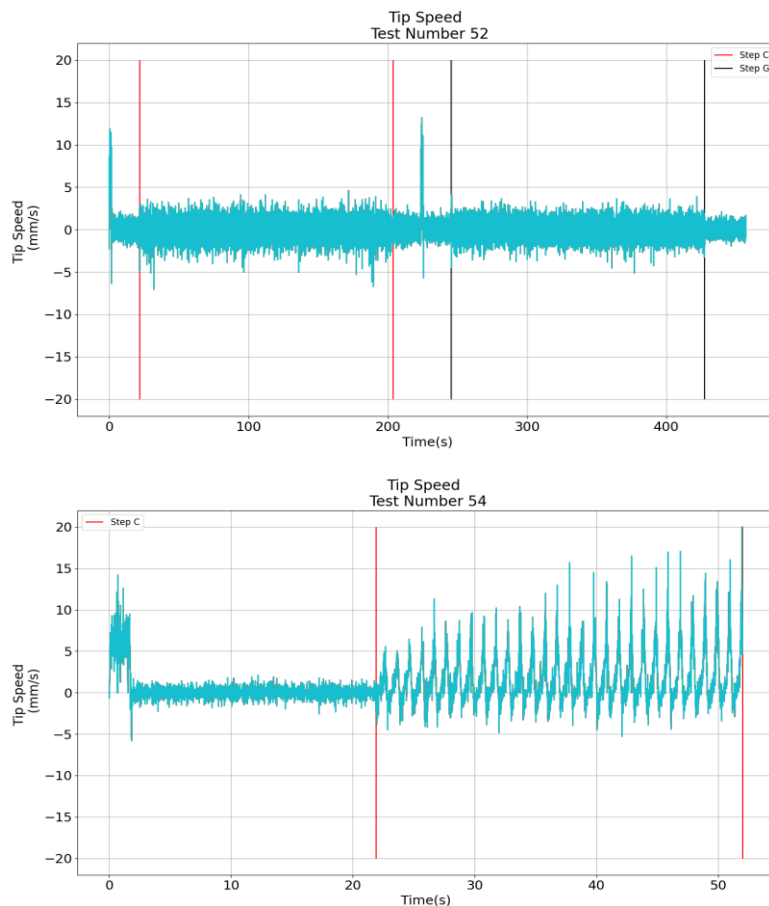 Tip Speed
Test Number 52
Step C
Step G
20
15
10
5
0
−5
−10
−15
−20
Tip Speed
(mm/s)
0 100 200 300 400
Time(s)
Tip Speed
Test Number 54
Step C
20
15
10
5
0
−5
−10
−15
−20
Tip Speed
(mm/s)
0 10 20 30 40 50
Time(s)